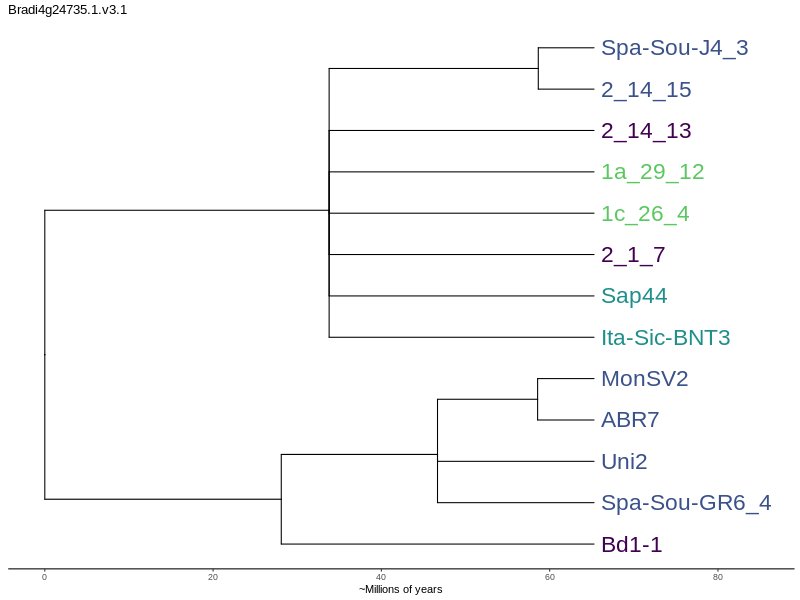 Bradi4g24735.1.v3.1
Spa-Sou-J4_3
2_14_15
2_14_13
1a_29_12
1c_26_4
2_1_7
Sap44
Ita-Sic-BNT3
MonSV2
ABR7
Uni2
Spa-Sou-GR6_4
Bd1-1
0 20 40 60 80
~Millions of years